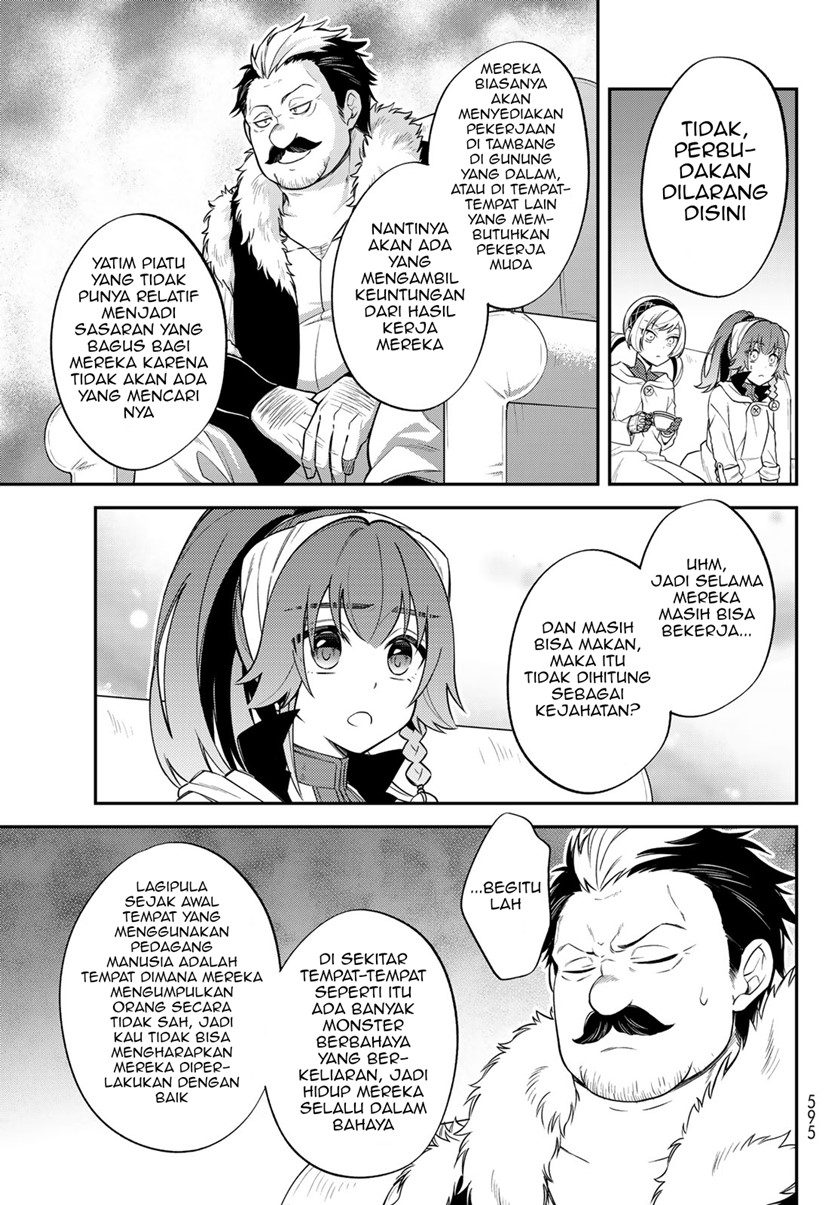 TIDAK,
PERBU-
DAKAN
DILARANG
DISINI
MEREKA
BIASANYA
AKAN
MENYEDIAKAN
PEKERJAAN
DI TAMBANG
DI GUNUNG
YANG DALAM,
ATAU DI TEMPAT-
TEMPAT LAIN
YANG MEM-
BUTUHKAN
PEKERJA
MUDA
NANTINYA
AKAN ADA
YANG
MENGAMBIL
KEUNTUNGAN
DARI HASIL
KERJA
MEREKA
YATIM PIATU
YANG TIDAK
PUNYA RELATIF
MENJADI
SASARAN YANG
BAGUS BAGI
MEREKA KARENA
TIDAK AKAN ADA
YANG MENCARI
NYA
UHM,
JADI SELAMA
MEREKA
MASIH BISA
BEKERJA...
DAN MASIH
BISA MAKAN,
MAKA ITU
TIDAK DIHITUNG
SEBAGAI
KEJAHATAN?
...BEGITU
LAH
DI SEKITAR
TEMPAT-TEMPAT
SEPERTI ITU
ADA BANYAK
MONSTER
BERBAHAYA
YANG BER-
KELIARAN, JADI
HIDUP MEREKA
SELALU DALAM
BAHAYA
LAGIPULA
SEJAK AWAL
TEMPAT YANG
MENGGUNAKAN
PEDAGANG
MANUSIA ADALAH
TEMPAT DIMANA MEREKA
MENGUMPULKAN
ORANG SECARA
TIDAK SAH, JADI
KAU TIDAK BISA
MENGHARAPKAN
MEREKA DIPER-
LAKUKAN DENGAN
BAIK
595